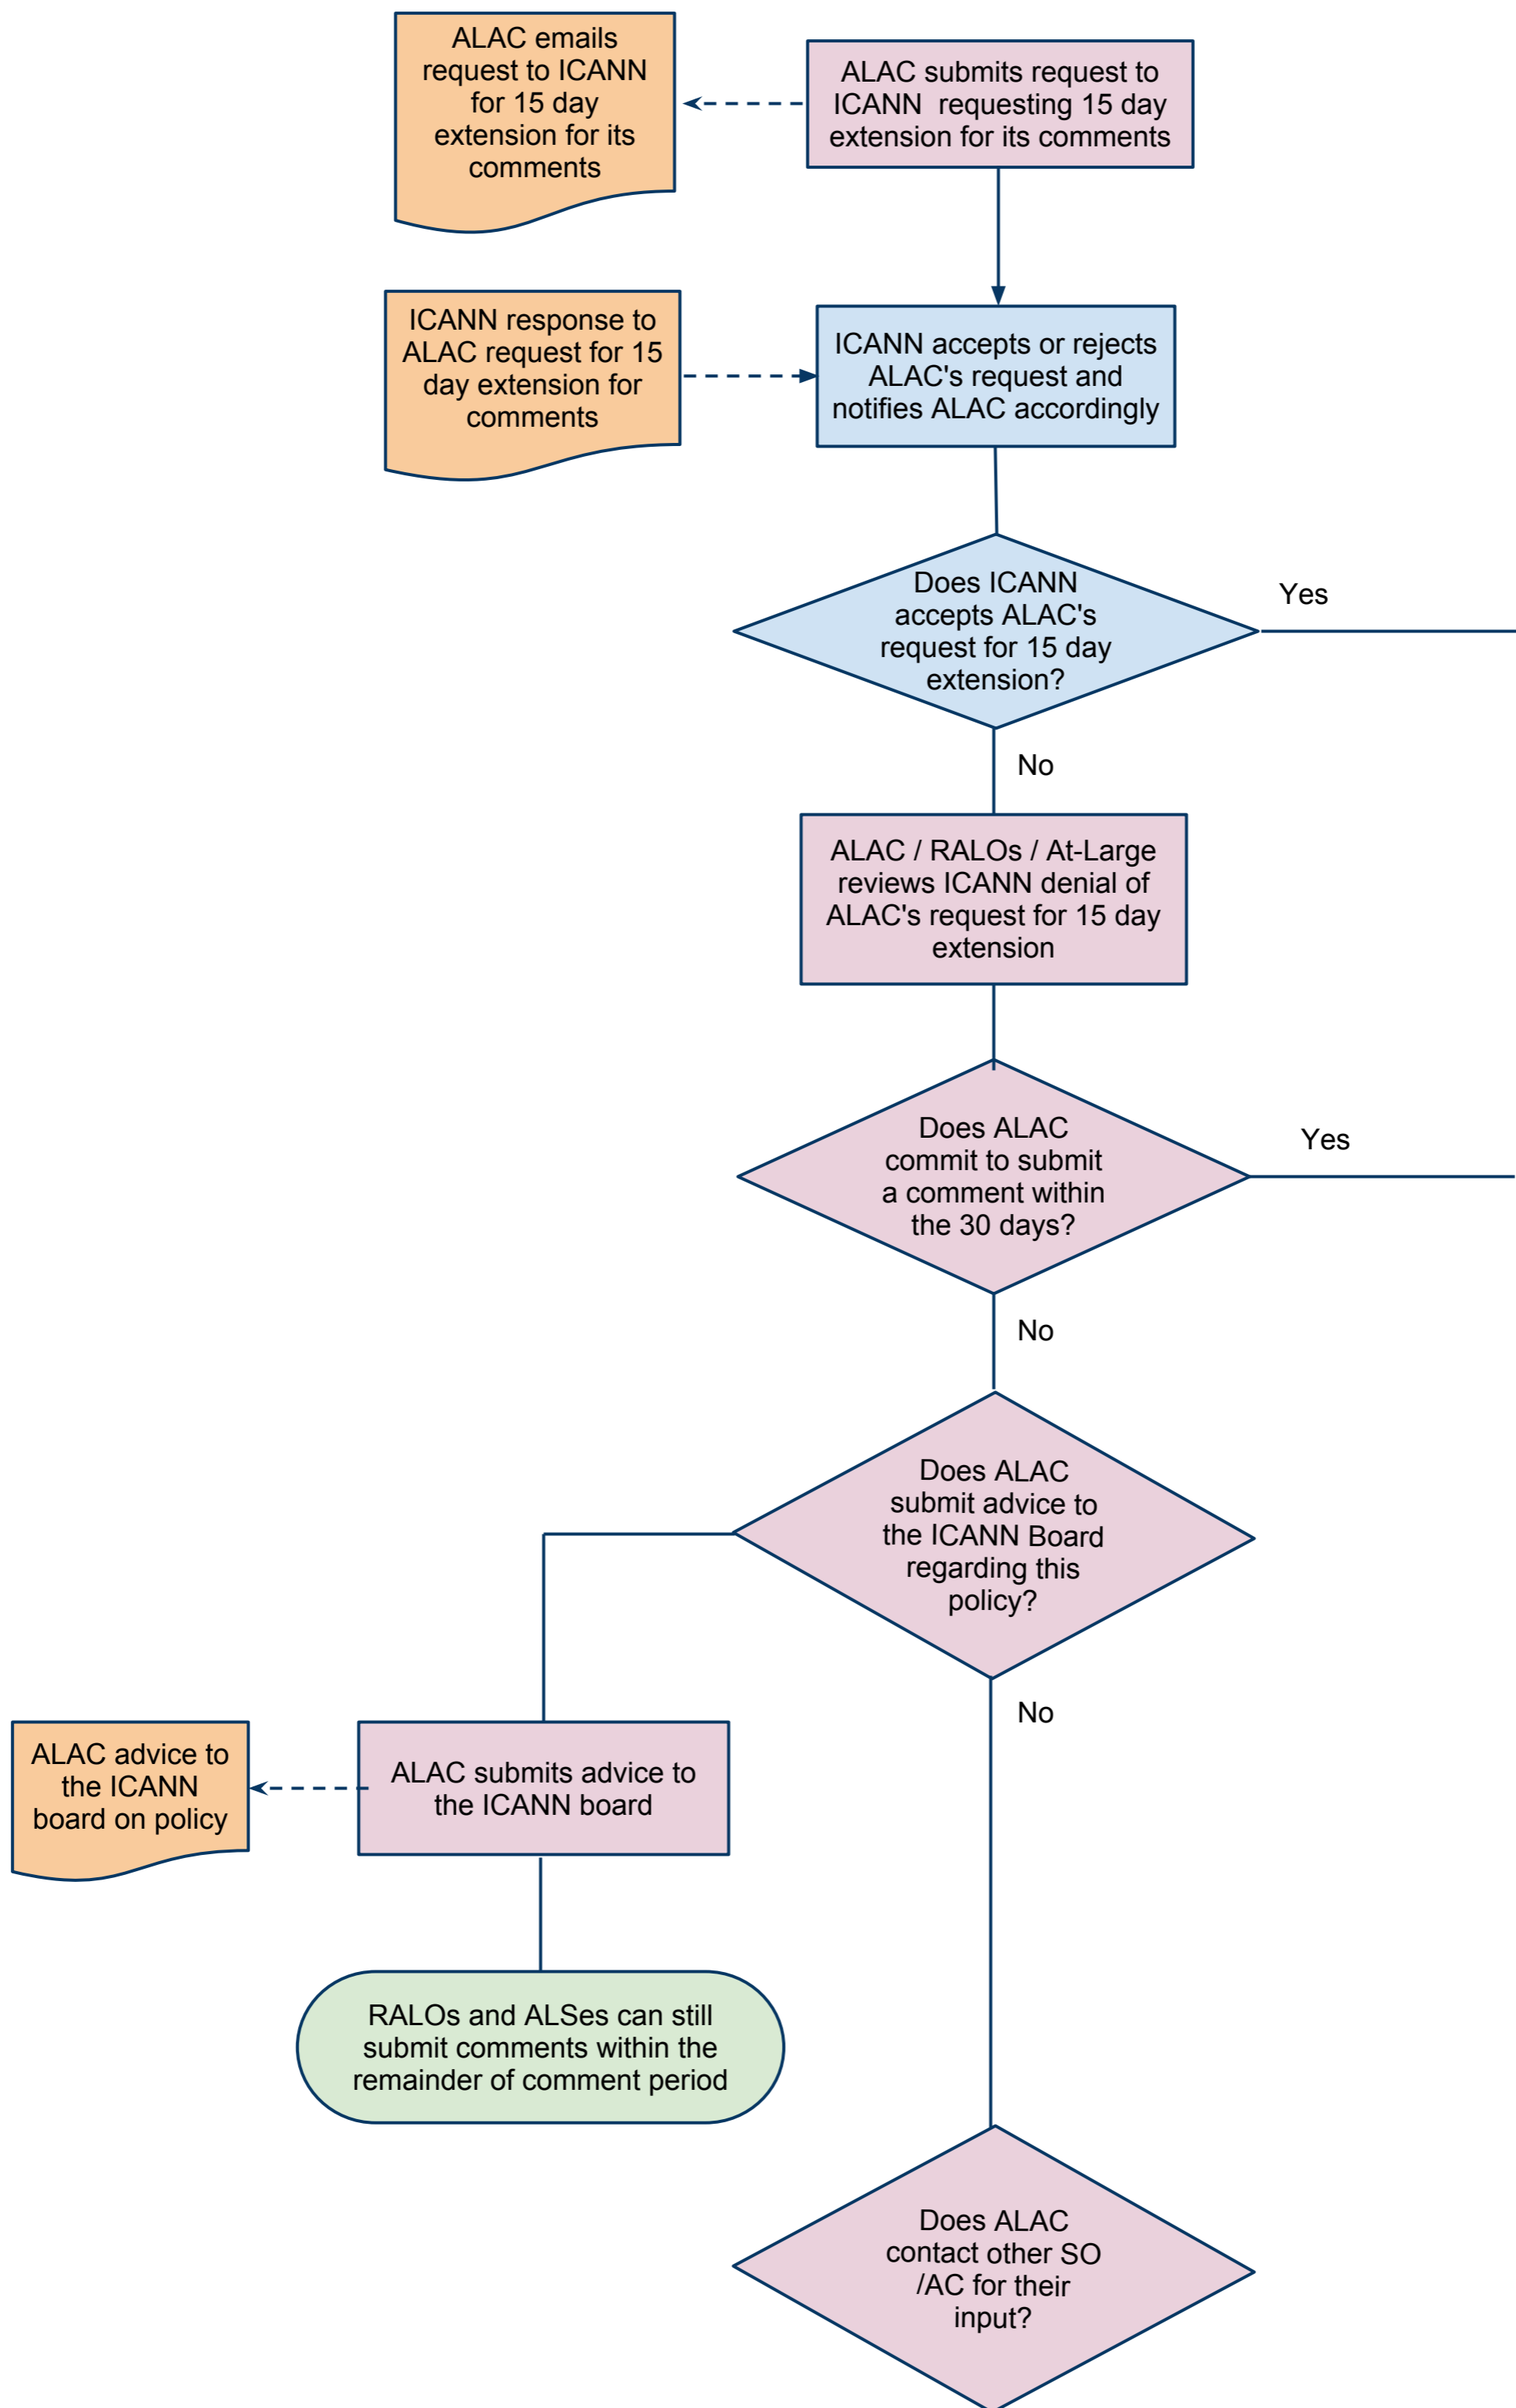 ALAC emails
request to ICANN
for 15 day
extension for its
comments
ALAC submits request to
ICANN  requesting 15 day
extension for its comments
ICANN response to
ALAC request for 15
day extension for
comments
ICANN accepts or rejects
ALAC's request and
notifies ALAC accordingly
Does ICANN
accepts ALAC's
request for 15 day
extension?
Yes
No
ALAC / RALOs / At-Large
reviews ICANN denial of
ALAC's request for 15 day
extension
Does ALAC
commit to submit
a comment within
the 30 days?
Yes
No
Does ALAC
submit advice to
the ICANN Board
regarding this
policy?
No
ALAC advice to
the ICANN
board on policy
ALAC submits advice to
the ICANN board
RALOs and ALSes can still
submit comments within the
remainder of comment period
Does ALAC
contact other SO
/AC for their
input?